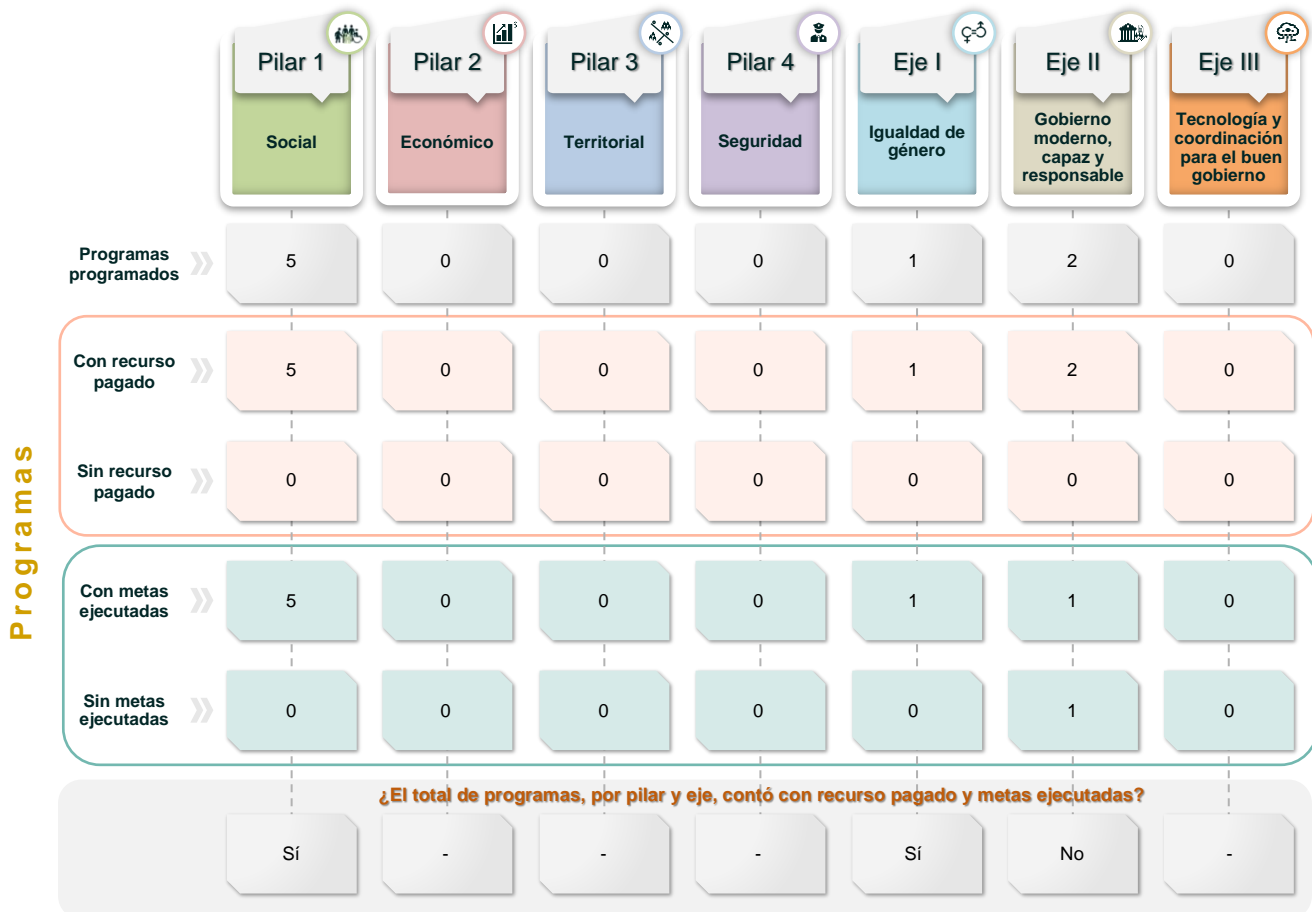 Pilar 1
Pilar 2
Pilar 3
Pilar 4
Eje I
Eje II
Eje III
Social
Económico
Territorial
Seguridad
Igualdad de
género
Gobierno
moderno,
capaz y
responsable
Tecnología y
coordinación
para el buen
gobierno
Programas
Programas
programados
5 0 0 0 1 2 0
Con recurso
pagado
5 0 0 0 1 2 0
Sin recurso
pagado
0 0 0 0 0 0 0
Con metas
ejecutadas
5 0 0 0 1 1 0
Sin metas
ejecutadas
0 0 0 0 0 1 0
¿El total de programas, por pilar y eje, contó con recurso pagado y metas ejecutadas?
Sí - - - Sí No -